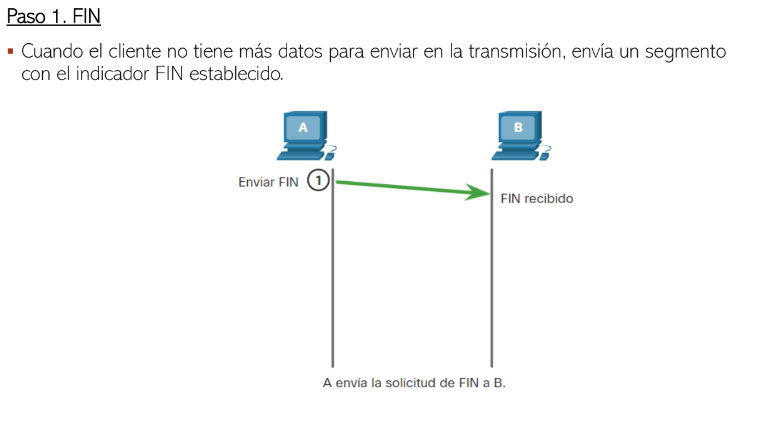 Paso 1. FIN
▪ Cuando el cliente no tiene más datos para enviar en la transmisión, envía un segmento
con el indicador FIN establecido.
A
B
Enviar FIN 1
FIN recibido
A envía la solicitud de FIN a B.